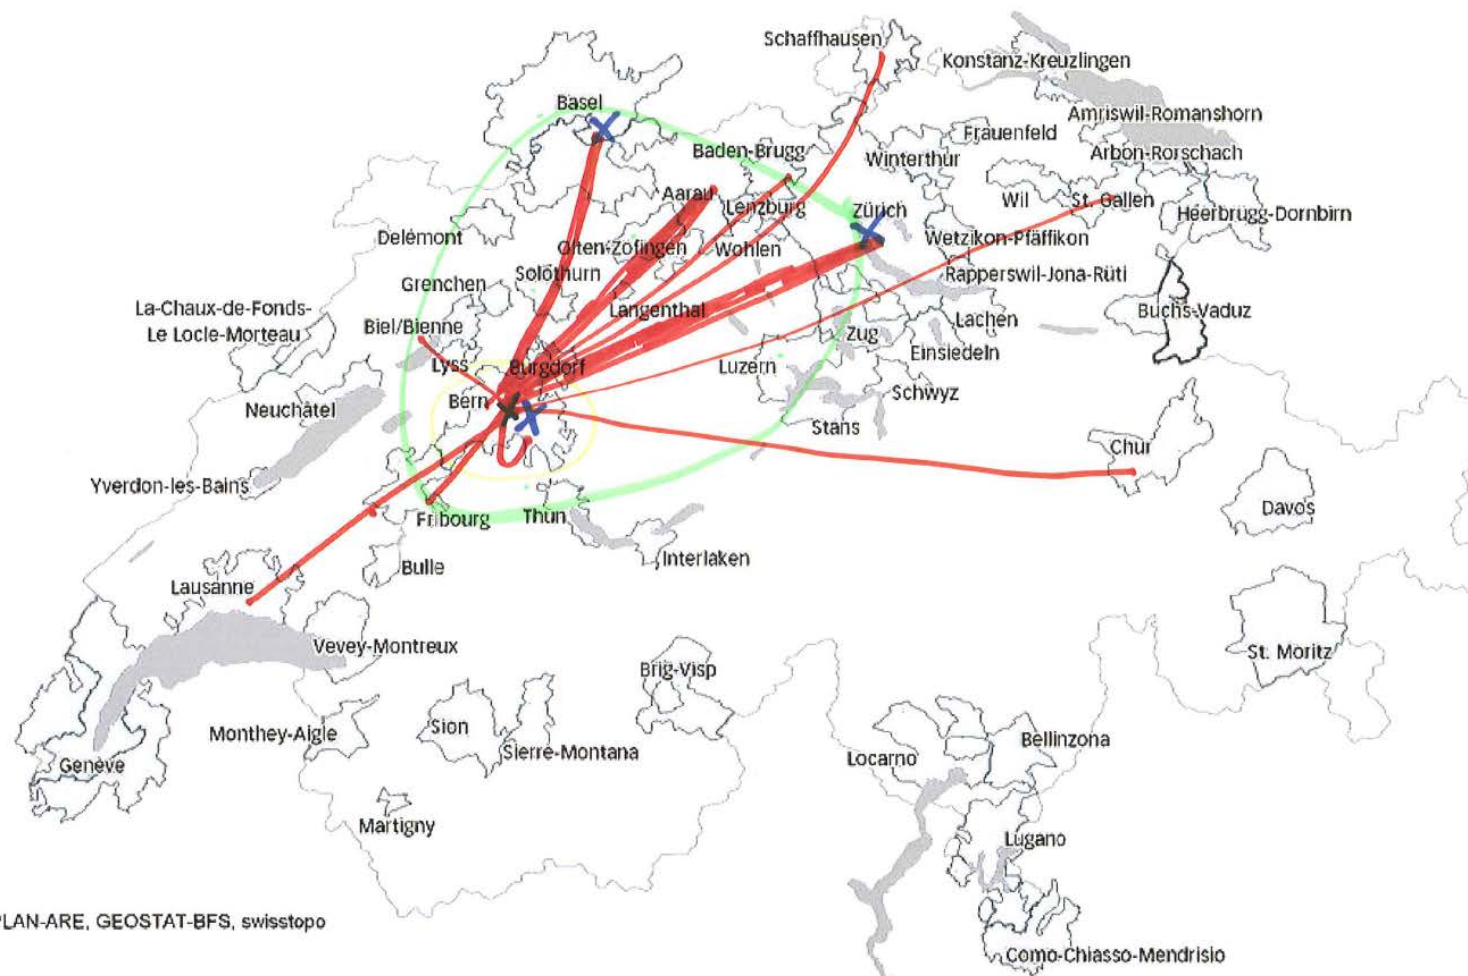 Schaffhausen
Konstanz-Kreuzlingen
Basel
Amriswil-Romanshorn
Frauenfeld
Baden-Brugg
Winterthur
Arbon-Rorschach
Aarau
Lenzburg
Zürich
Wil
St. Gallen
Heerbrugg-Dornbirn
Delémont
Olten-Zofingen
Wohlen
Wetzikon-Pfäffikon
Solothurn
Rapperswil-Jona-Rüti
Grenchen
La-Chaux-de-Fonds-
Le Locle-Morteau
Langenthal
Buchs-Vaduz
Biel/Bienne
Lachen
Zug
Einsiedeln
Lyss
Burgdorf
Luzern
Schwyz
Neuchâtel
Bern
Stans
Chur
Yverdon-les-Bains
Fribourg
Thun
Davos
Interlaken
Bulle
Lausanne
Vevey-Montreux
St. Moritz
Brig-Visp
Monthey-Aigle
Sion
Sierre-Montana
Bellinzona
Locarno
Genève
Martigny
Lugano
PLAN-ARE, GEOSTAT-BFS, swisstopo
Como-Chiasso-Mendrisio